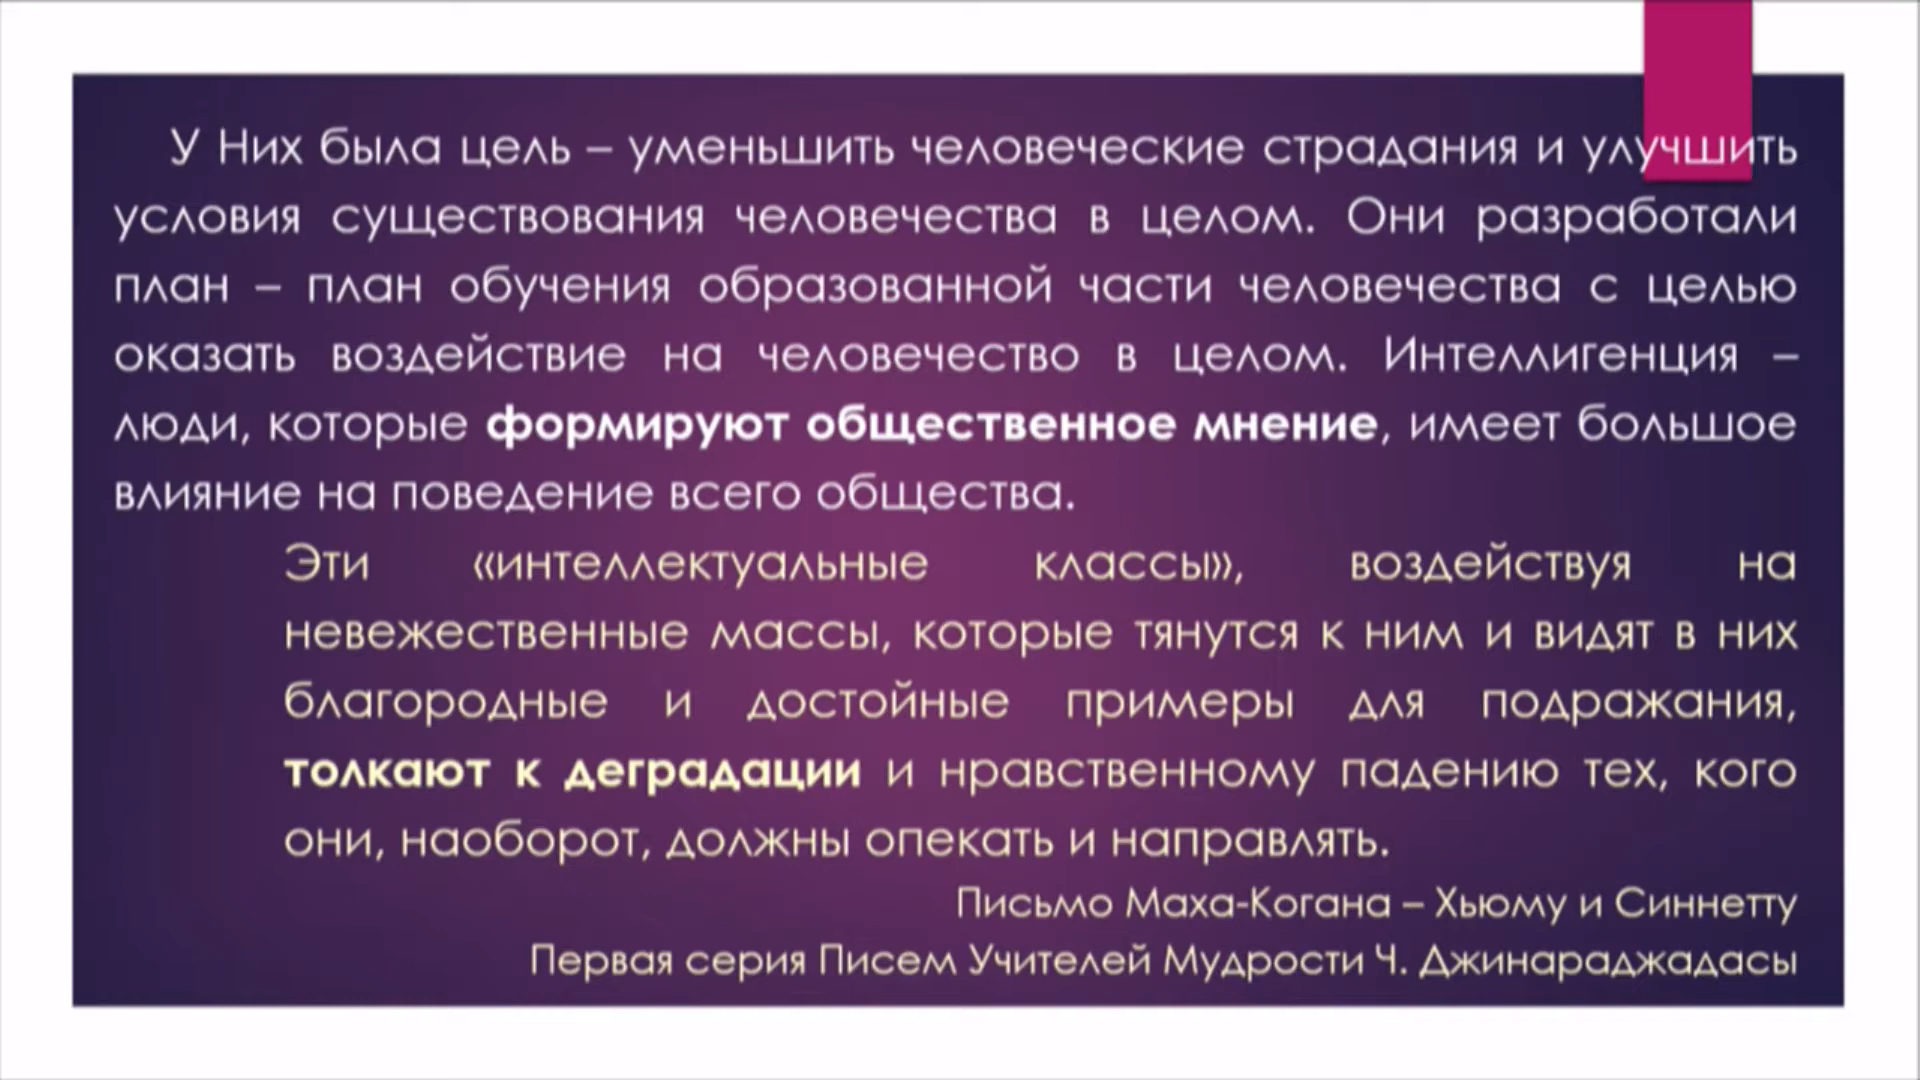 У Них была цель – уменьшить человеческие страдания и улучшить
условия существования человечества в целом. Они разработали
план – план обучения образованной части человечества с целью
оказать воздействие на человечество в целом. Интеллигенция –
люди, которые формируют общественное мнение, имеет большое
влияние на поведение всего общества.
Эти «интеллектуальные классы», воздействуя на
невежественные массы, которые тянутся к ним и видят в них
благородные и достойные примеры для подражания,
толкают к деградации и нравственному падению тех, кого
они, наоборот, должны опекать и направлять.
Письмо Маха-Когана – Хьюму и Синнетту
Первая серия Писем Учителей Мудрости Ч. Джинараджадасы